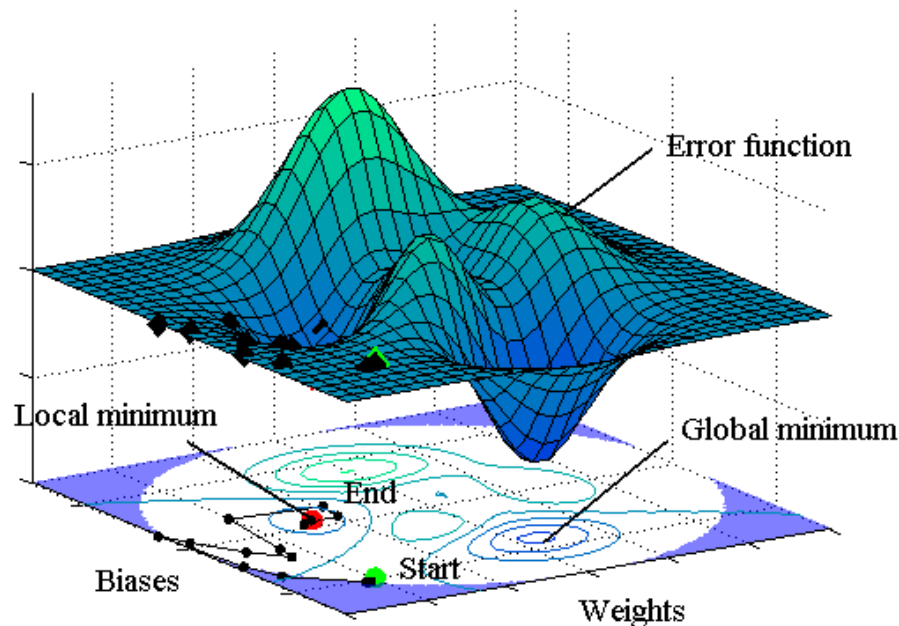 Error function
Local minimum
Global minimum
End
Start
Biases
Weights